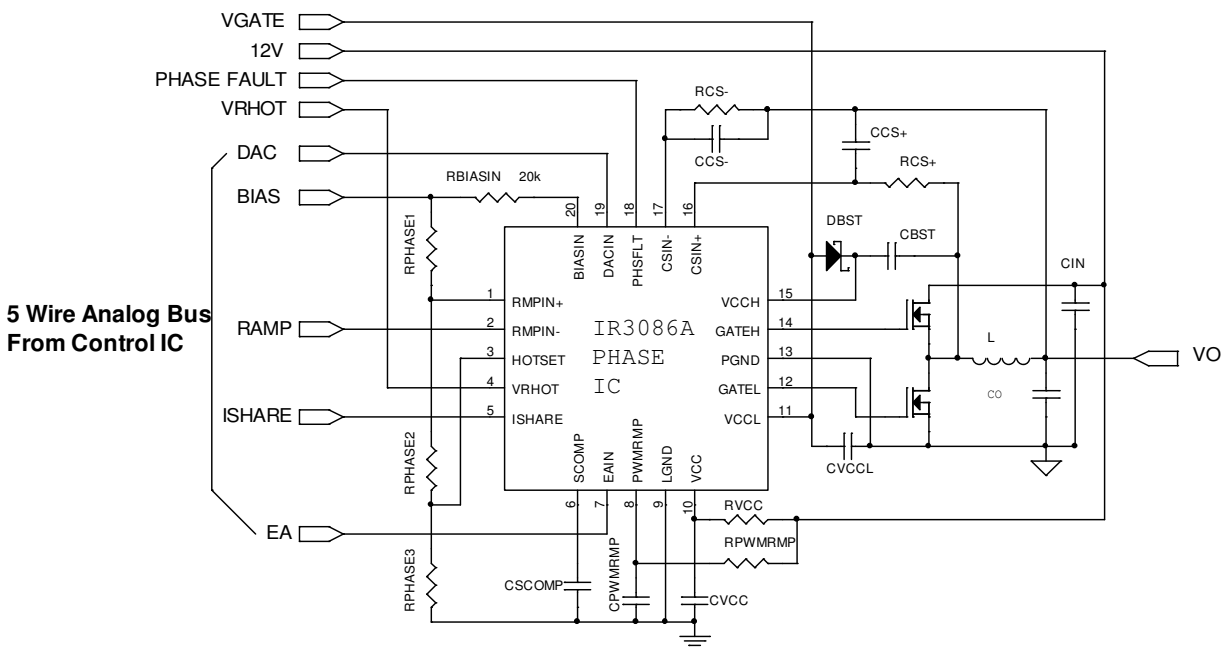 VGATE
12V
PHASE FAULT
VRHOT
DAC
BIAS
5 Wire Analog Bus
From Control IC
RAMP
ISHARE
EA
RBIASIN 20k
RPHASE1
RPHASE2
RPHASE3
RCS-
CCS-
CCS+
RCS+
DBST
CBST
CIN
20
19
18
17
16
BIASIN
DACIN
PHSFLT
CSIN-
CSIN+
1
RMPIN+
2
RMPIN-
3
HOTSET
4
VRHOT
5
ISHARE
IR3086A
PHASE
IC
VCCH
15
GATEH
14
PGND
13
GATEL
12
VCCL
11
SCOMP
EAIN
PWMRMP
LGND
VCC
6
7
8
9
10
L
CO
VO
CVCCL
RVCC
RPWMRMP
CSCOMP
CPWMRMP
CVCC